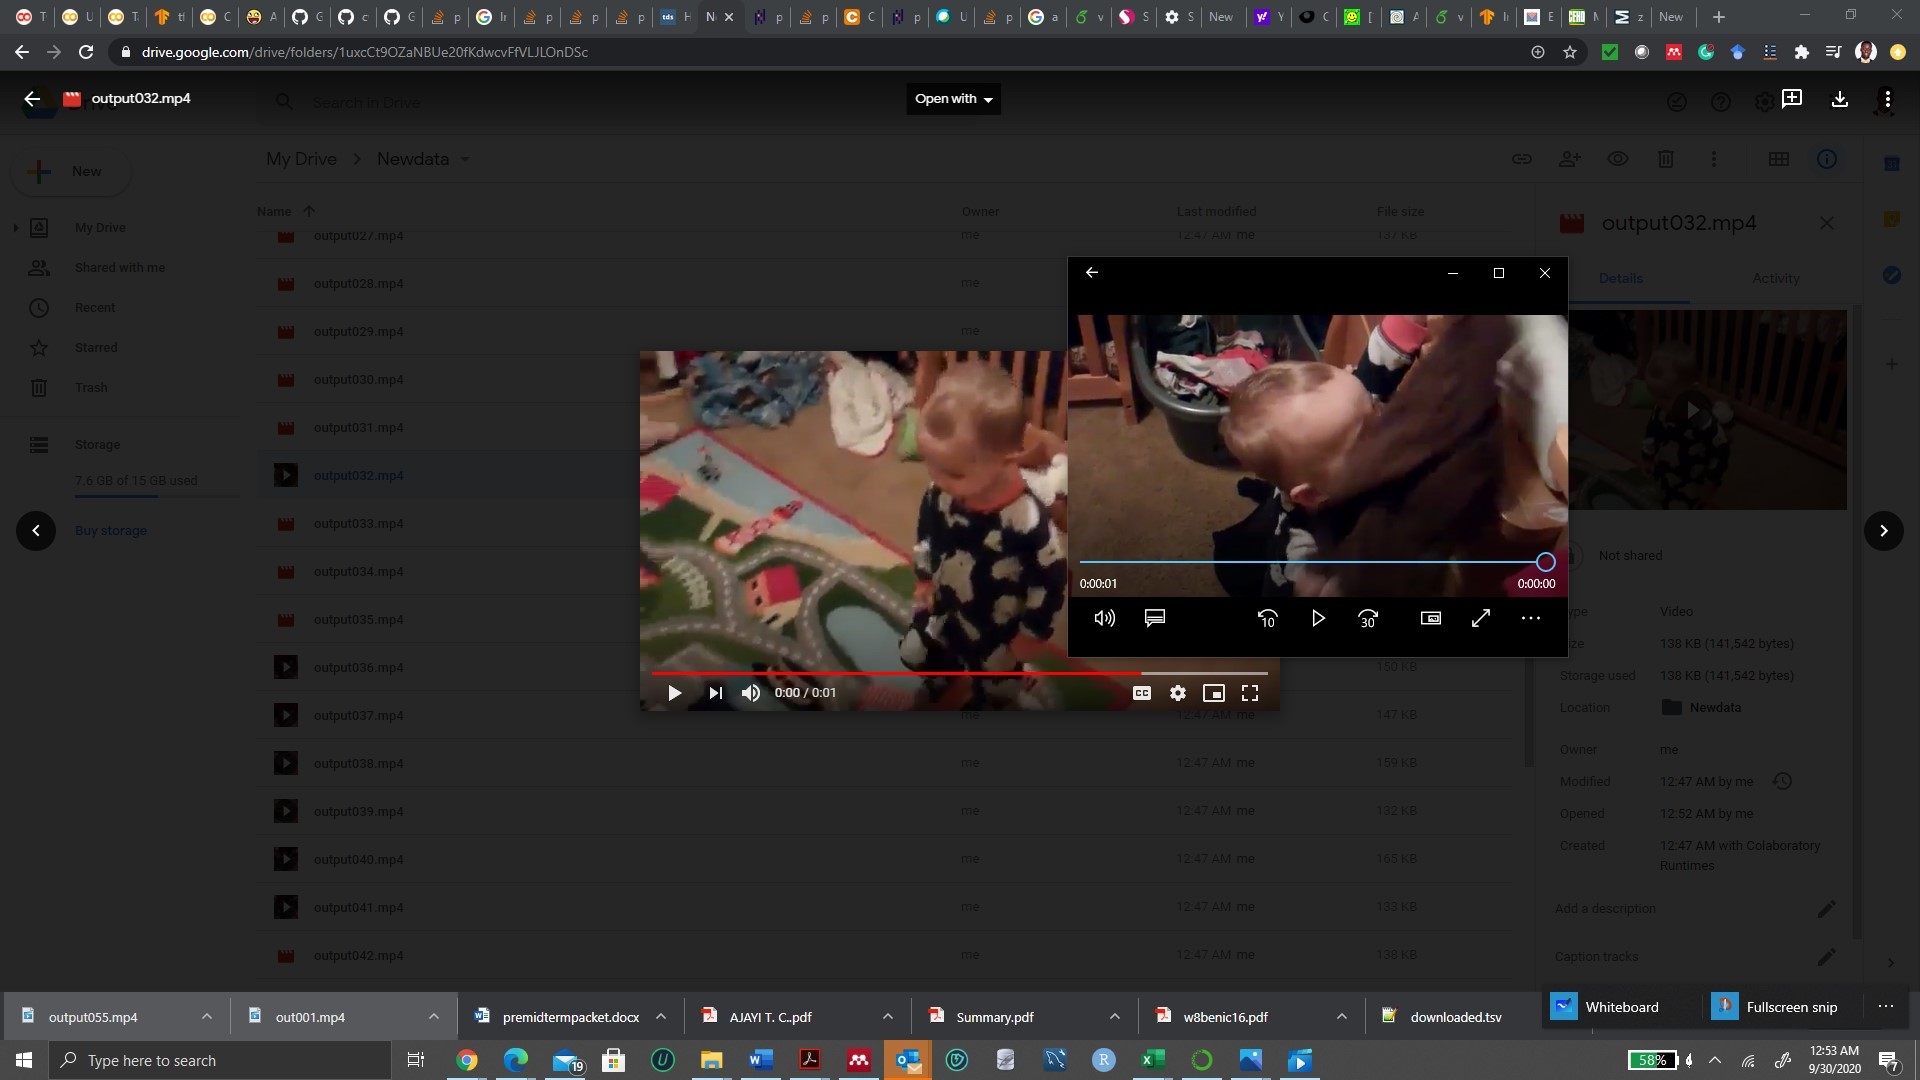 drive.google.com/drive/folders/1uxcCt9OZaNBUe20fKdwcvFfVLJLOnDSc
output032.mp4
Search in Drive
Open with
New
My Drive > Newdata
Name
Owner
Last modified
File size
output032.mp4
Details
Activity
My Drive
Shared with me
Recent
Starred
Trash
Storage
7.6 GB of 15 GB used
Buy storage
output027.mp4 me 12:47 AM me 137 KB
output028.mp4 me
output029.mp4 me
output030.mp4
output031.mp4
output032.mp4
output033.mp4
output034.mp4
output035.mp4
output036.mp4 150 KB
output037.mp4 me 12:47 AM me 147 KB
output038.mp4 me 12:47 AM me 159 KB
output039.mp4 me 12:47 AM me 132 KB
output040.mp4 me 12:47 AM me 165 KB
output041.mp4 me 12:47 AM me 133 KB
output042.mp4 me 12:47 AM me 138 KB
0:00 / 0:01
CC
0:00:01
0:00:00
10
30
Not shared
Type Video
Size 138 KB (141,542 bytes)
Storage used 138 KB (141,542 bytes)
Location Newdata
Owner me
Modified 12:47 AM by me
Opened 12:52 AM by me
Created 12:47 AM with Colaboratory
Runtimes
Add a description
Caption tracks
output055.mp4
out001.mp4
premidtermpacket.docx
AJAYI T. C..pdf
Summary.pdf
w8benic16.pdf
downloaded.tsv
Whiteboard
Fullscreen snip
Type here to search
19
58%
12:53 AM
9/30/2020
7